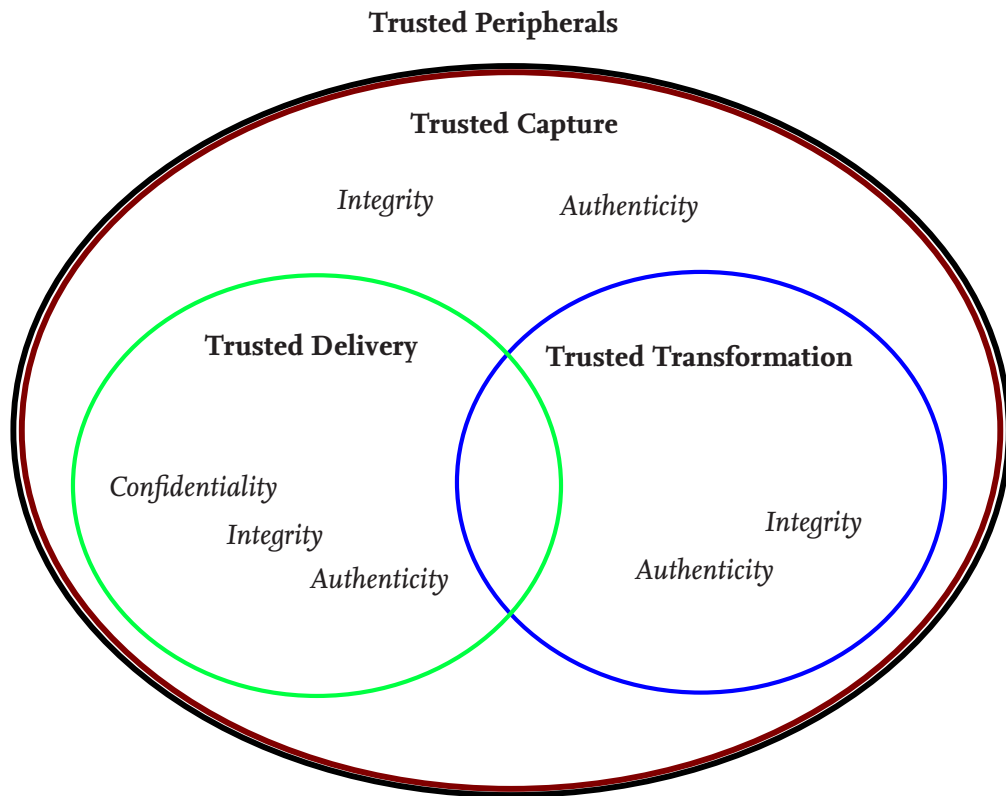 Trusted Peripherals
Trusted Capture
Integrity
Authenticity
Trusted Delivery
Trusted Transformation
Confidentiality
Integrity
Authenticity
Integrity
Authenticity